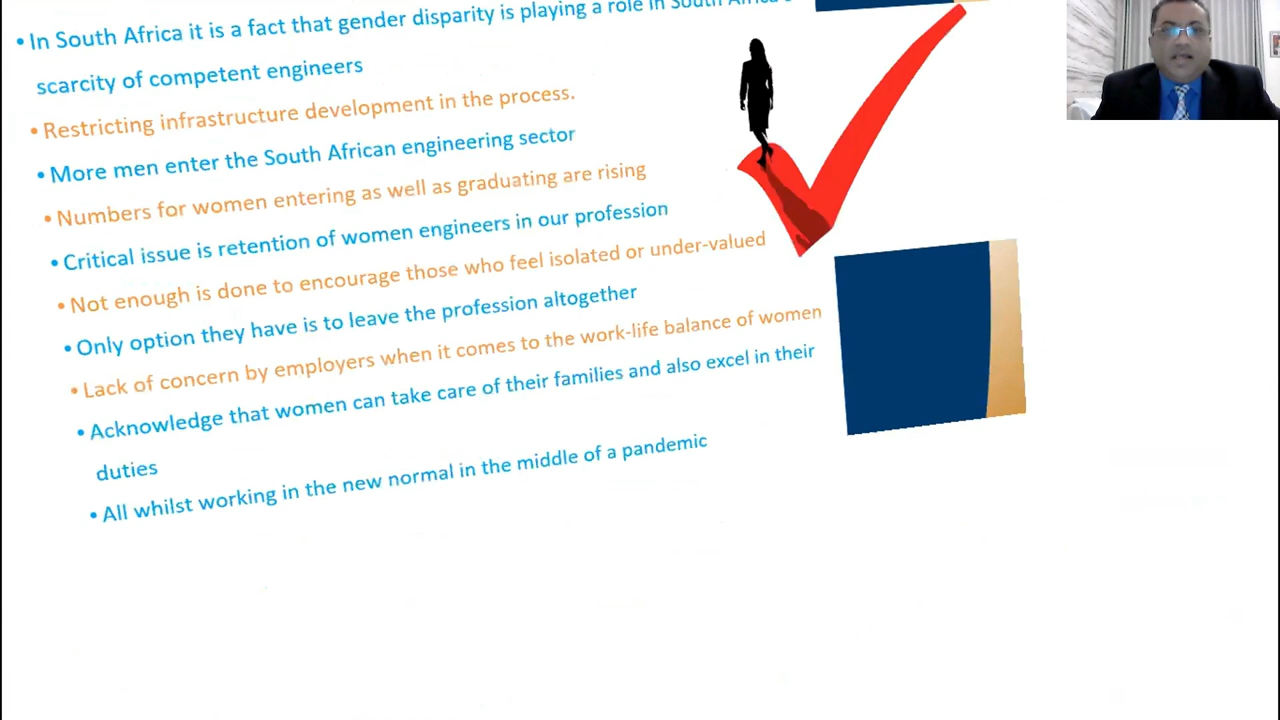 • In South Africa it is a fact that gender disparity is playing a role in South Africa's
scarcity of competent engineers
• Restricting infrastructure development in the process.
• More men enter the South African engineering sector
• Numbers for women entering as well as graduating are rising
• Critical issue is retention of women engineers in our profession
• Not enough is done to encourage those who feel isolated or under-valued
• Only option they have is to leave the profession altogether
• Lack of concern by employers when it comes to the work-life balance of women
• Acknowledge that women can take care of their families and also excel in their
duties
• All whilst working in the new normal in the middle of a pandemic